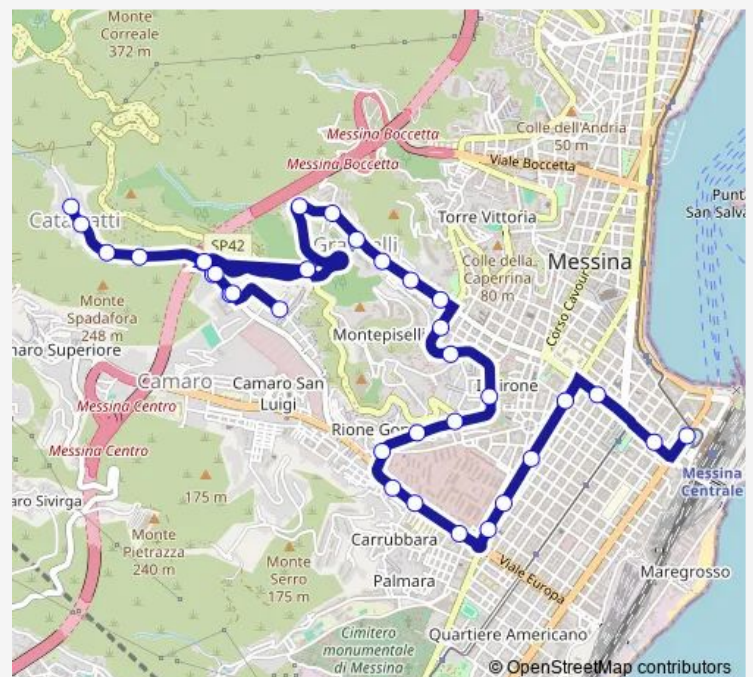 Monte
Correale
372 m
Messina Boccetta
Messina Boccetta
Colle dell'Andria
50 m
Viale Boccetta
Punt
San Salva
Torre Vittoria
SP42
Colle della
Caperrina
80 m
Messina
Corso Cavour
Monte
Spadafora
248 m
Montepiselli
naro Superiore
Camaro
Camaro San
Luigi
Messina Centro
Messina Centro
175 m
aro Sivirga
Monte
Pietrazza
240 m
Monte
Serro
175 m
Carrubbara
Palmara
Viale Europa
Messina
Centrale
Maregrosso
Quartiere Americano
Cimitero
monumentale
di Messina
© OpenStreetMap contributors